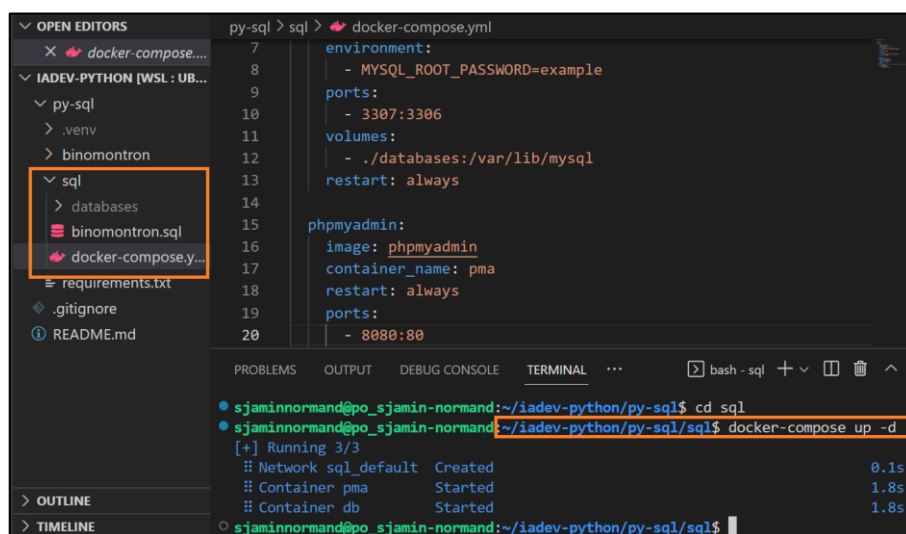 OPEN EDITORS
docker-compose....
IADEV-PYTHON [WSL : UB...
py-sql
.venv
binomontron
sql
databases
binomontron.sql
docker-compose.y...
requirements.txt
.gitignore
README.md
OUTLINE
TIMELINE
py-sql > sql > docker-compose.yml
7 environment:
8 - MYSQL_ROOT_PASSWORD=example
9 ports:
10 - 3307:3306
11 volumes:
12 - ./databases:/var/lib/mysql
13 restart: always
14
15 phpmyadmin:
16 image: phpmyadmin
17 container_name: pma
18 restart: always
19 ports:
20 - 8080:80
PROBLEMS OUTPUT DEBUG CONSOLE TERMINAL ... bash - sql
sjaminnormand@po_sjamin-normand:~/iadev-python/py-sql$ cd sql
sjaminnormand@po_sjamin-normand:~/iadev-python/py-sql/sql$ docker-compose up -d
[+] Running 3/3
Network sql_default Created 0.1s
Container pma Started 1.8s
Container db Started 1.8s
sjaminnormand@po_sjamin-normand:~/iadev-python/py-sql/sql$